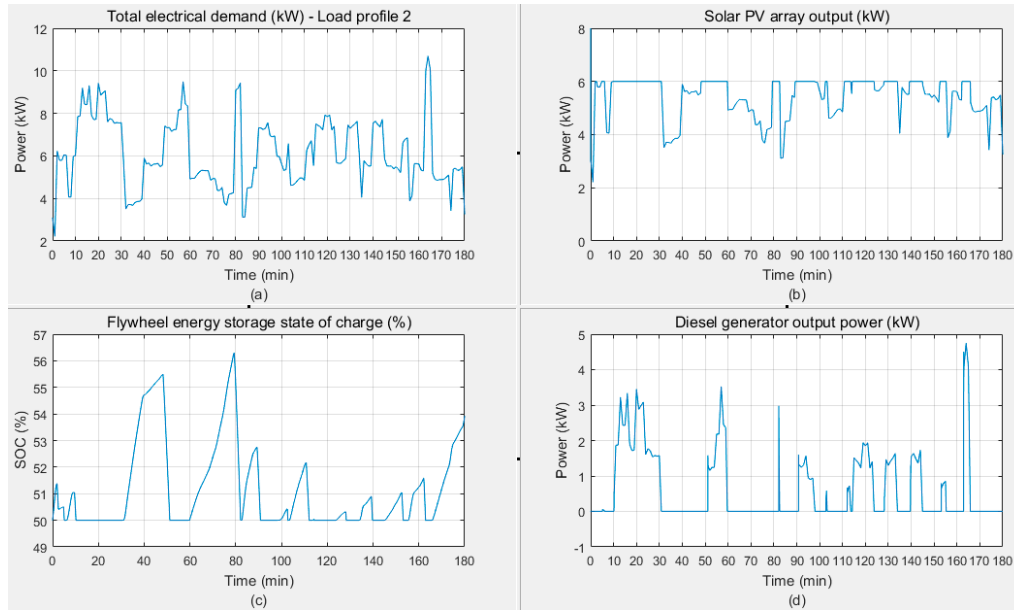 Total electrical demand (kW) - Load profile 2
12
10
8
6
4
2
Power (kW)
0 10 20 30 40 50 60 70 80 90 100 110 120 130 140 150 160 170 180
Time (min)
(a)
Solar PV array output (kW)
8
6
4
2
0
Power (kW)
0 10 20 30 40 50 60 70 80 90 100 110 120 130 140 150 160 170 180
Time (min)
(b)
Flywheel energy storage state of charge (%)
57
56
55
54
53
52
51
50
49
SOC (%)
0 20 40 60 80 100 120 140 160 180
Time (min)
(c)
Diesel generator output power (kW)
5
4
3
2
1
0
-1
Power (kW)
0 10 20 30 40 50 60 70 80 90 100 110 120 130 140 150 160 170 180
Time (min)
(d)